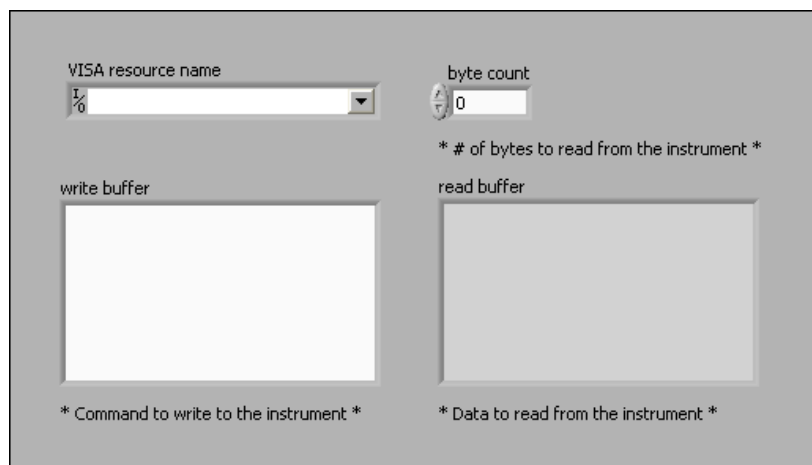 VISA resource name
I/O
byte count
0
* # of bytes to read from the instrument *
write buffer
read buffer
* Command to write to the instrument *
* Data to read from the instrument *